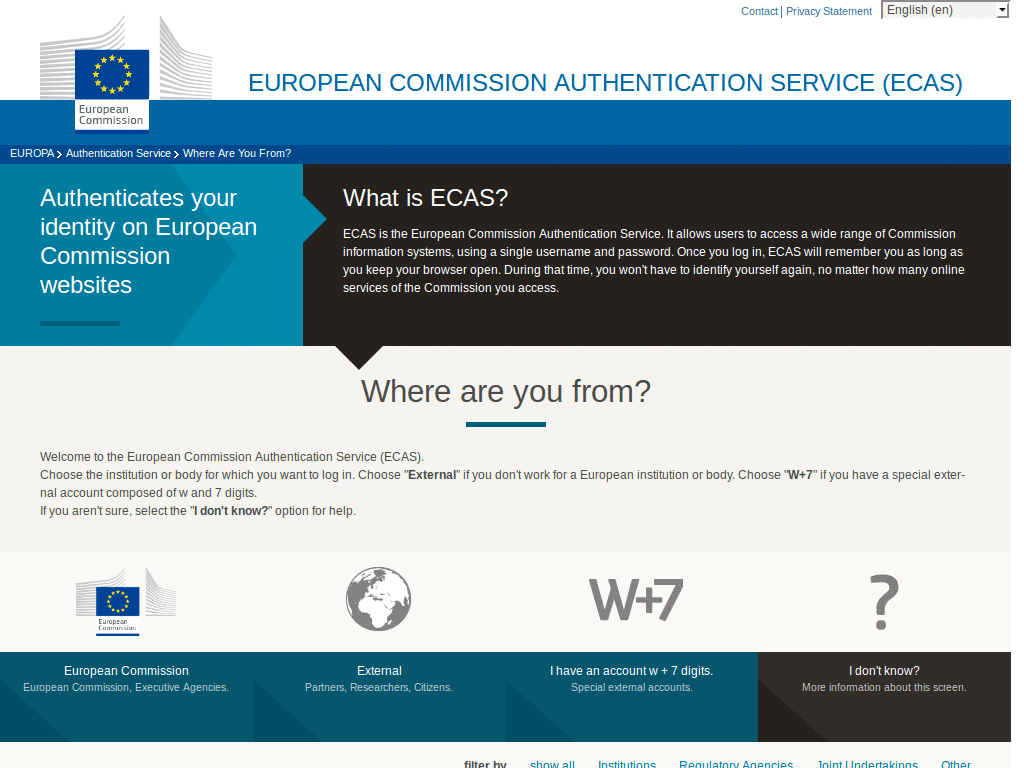 Contact | Privacy Statement English (en)
European
Commission
EUROPEAN COMMISSION AUTHENTICATION SERVICE (ECAS)
EUROPA > Authentication Service > Where Are You From?
Authenticates your
identity on European
Commission
websites
What is ECAS?
ECAS is the European Commission Authentication Service. It allows users to access a wide range of Commission
information systems, using a single username and password. Once you log in, ECAS will remember you as long as
you keep your browser open. During that time, you won't have to identify yourself again, no matter how many online
services of the Commission you access.
Where are you from?
Welcome to the European Commission Authentication Service (ECAS).
Choose the institution or body for which you want to log in. Choose "External" if you don't work for a European institution or body. Choose "W+7" if you have a special exter-
nal account composed of w and 7 digits.
If you aren't sure, select the "I don't know?" option for help.
European
Commission
W+7
?
European Commission
European Commission, Executive Agencies.
External
Partners, Researchers, Citizens.
I have an account w + 7 digits.
Special external accounts.
I don't know?
More information about this screen.
filter by show all Institutions Regulatory Agencies Joint Undertakings Other